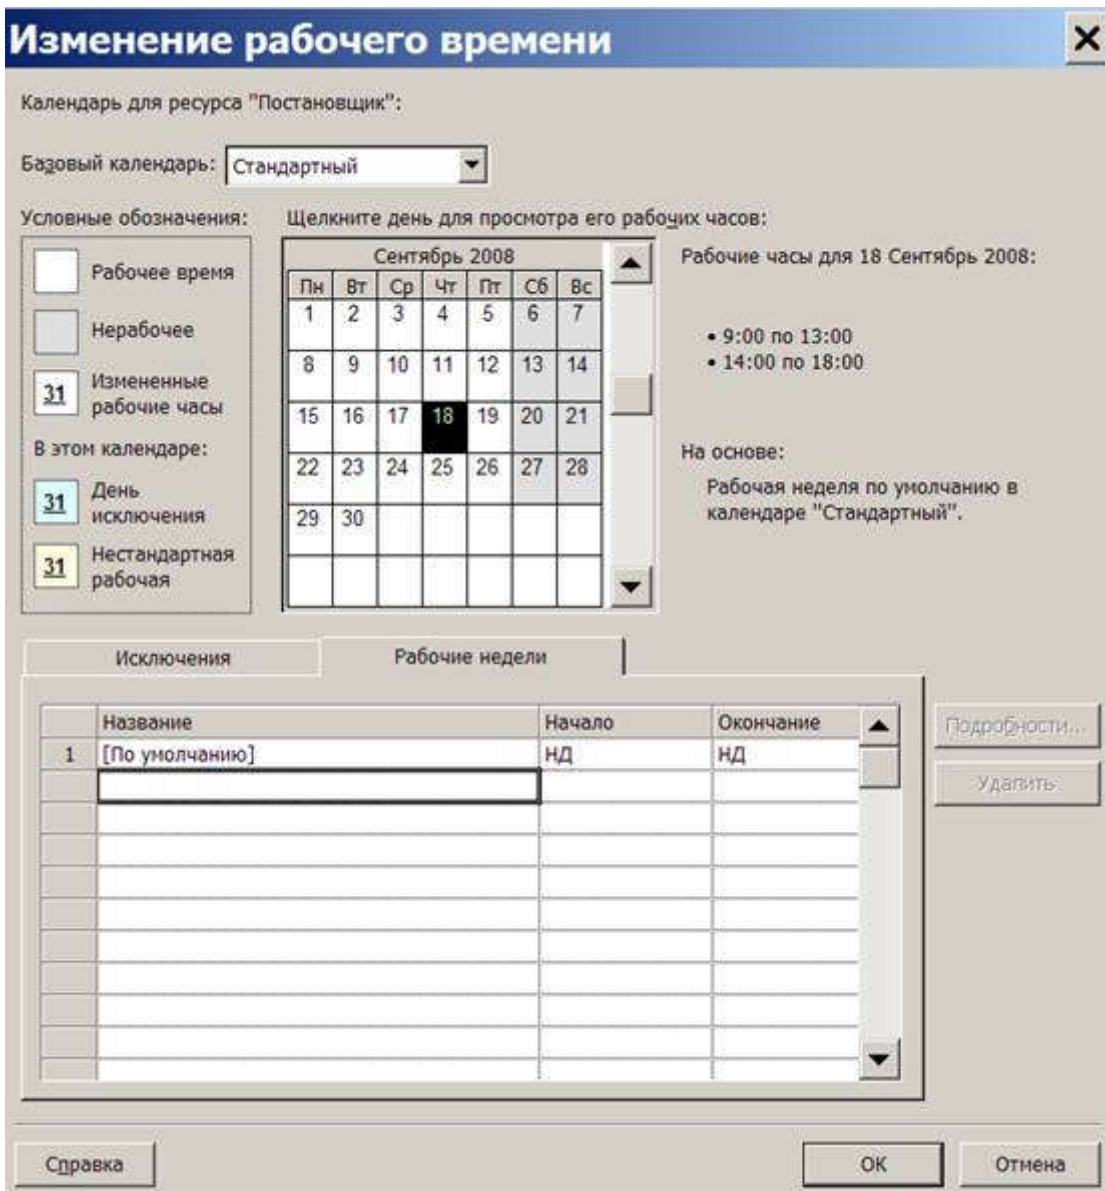 Изменение рабочего времени
Календарь для ресурса "Постановщик":
Базовый календарь: Стандартный
Условные обозначения:
Рабочее время
Нерабочее
31 Измененные
рабочие часы
В этом календаре:
31 День
исключения
31 Нестандартная
рабочая
Щелкните день для просмотра его рабочих часов:
Сентябрь 2008
Пн Вт Ср Чт Пт Сб Вс
1 2 3 4 5 6 7
8 9 10 11 12 13 14
15 16 17 18 19 20 21
22 23 24 25 26 27 28
29 30
Рабочие часы для 18 Сентябрь 2008:
• 9:00 по 13:00
• 14:00 по 18:00
На основе:
Рабочая неделя по умолчанию в
календаре "Стандартный".
Исключения Рабочие недели
Название Начало Окончание
1 [По умолчанию] НД НД
Подробности...
Удалить
Справка ОК Отмена